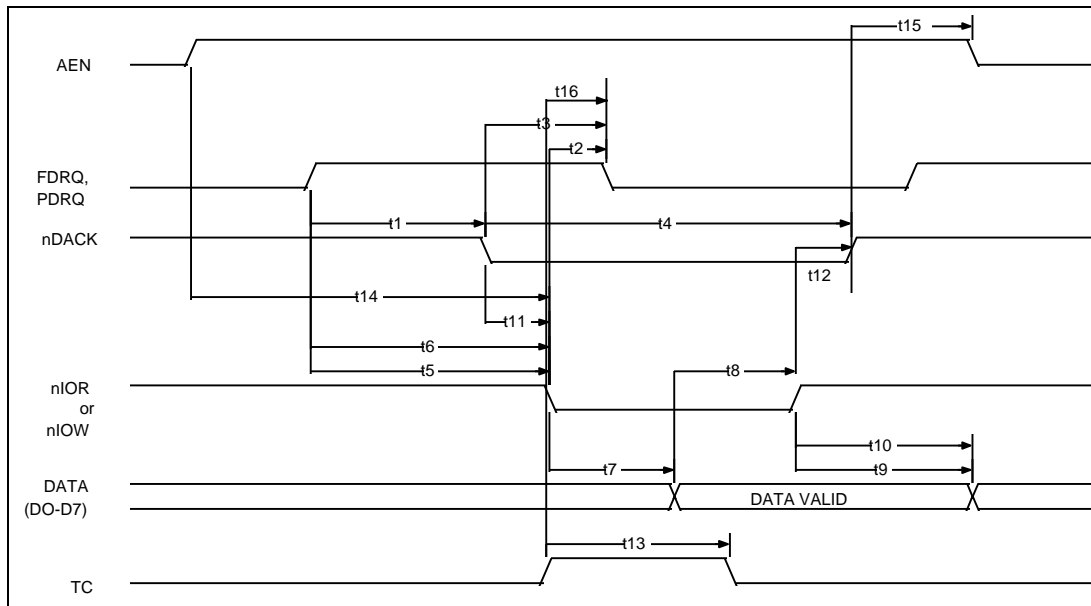 t15
AEN
t16
t3
t2
FDRQ,
PDRQ
t1
t4
nDACK
t12
t14
t11
t6
t5
t8
nIOR
or
nIOW
t10
t7
t9
DATA
(DO-D7)
DATA VALID
t13
TC